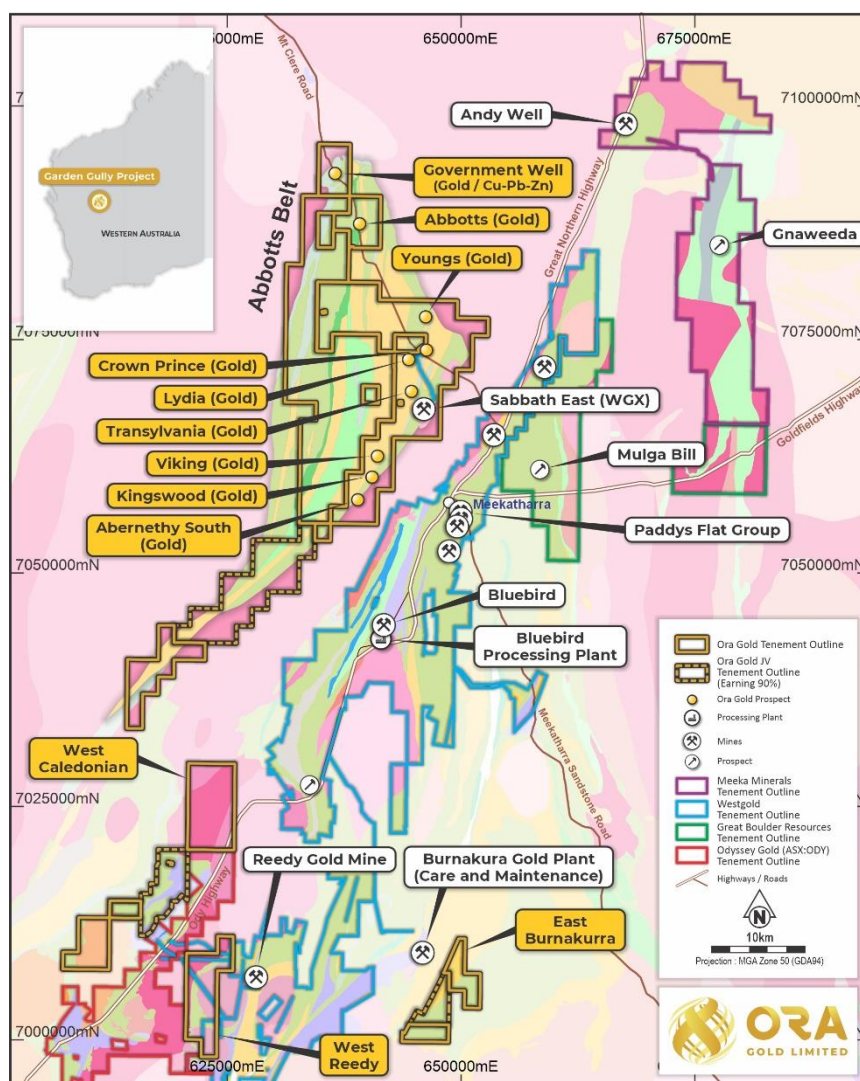 625000mE
650000mE
675000mE
7100000mN
7100000mN
Mt Clere Road
Garden Gully Project
WESTERN AUSTRALIA
Andy Well
Government Well
(Gold / Cu-Pb-Zn)
Abbotts (Gold)
Abbotts Belt
Youngs (Gold)
Great Northern Highway
Gnaweeda
7075000mN
7075000mN
Crown Prince (Gold)
Lydia (Gold)
Transylvania (Gold)
Sabbath East (WGX)
Goldfields Highway
Viking (Gold)
Mulga Bill
Kingswood (Gold)
Meekatharra
Abernethy South
(Gold)
Paddys Flat Group
7050000mN
7050000mN
Bluebird
Bluebird
Processing Plant
Meekatharra Sandstone Road
West
Caledonian
7025000mN
7025000mN
Reedy Gold Mine
Burnakura Gold Plant
(Care and Maintenance)
Ody Highway
East
Burnakurra
7000000mN
7000000mN
West
Reedy
625000mE
650000mE
Ora Gold Tenement Outline
Ora Gold JV
Tenement Outline
(Earning 90%)
Ora Gold Prospect
Processing Plant
Mines
Prospect
Meeka Minerals
Tenement Outline
Westgold
Tenement Outline
Great Boulder Resources
Tenement Outline
Odyssey Gold (ASX:ODY)
Tenement Outline
Highways / Roads
N
10km
Projection : MGA Zone 50 (GDA94)
ORA
GOLD LIMITED